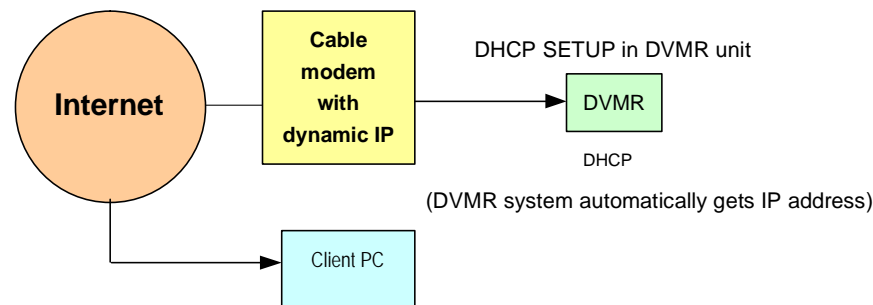 Internet
Cable
modem
with
dynamic IP
DHCP SETUP in DVMR unit
DVMR
DHCP
(DVMR system automatically gets IP address)
Client PC